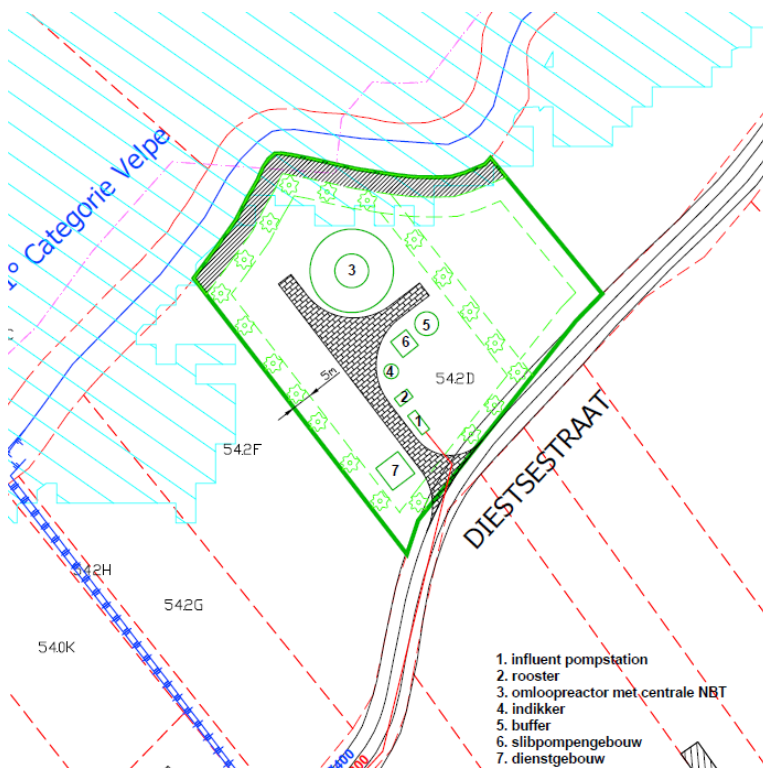 1° Categorie Velpe
3
5
6
4
2
1
7
5m
542D
542F
542H
542G
540K
DIESTSESTRAAT
1. influent pompstation
2. rooster
3. omloopreactor met centrale NBT
4. indikker
5. buffer
6. slibpompengebouw
7. dienstgebouw